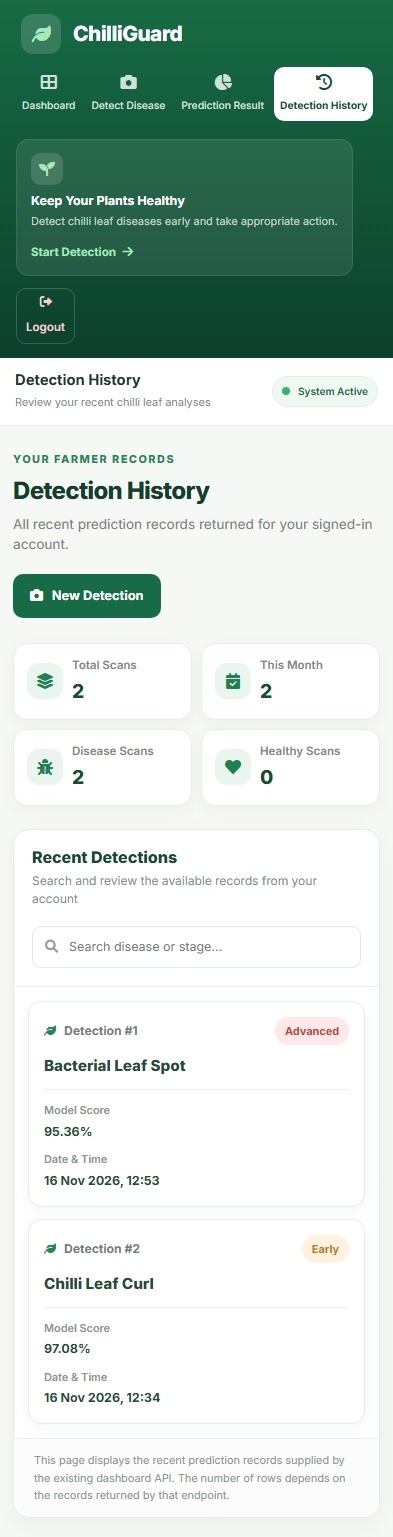 ChilliGuard
Dashboard
Detect Disease
Prediction Result
Detection History
Keep Your Plants Healthy
Detect chilli leaf diseases early and take appropriate action.
Start Detection →
Logout
Detection History
Review your recent chilli leaf analyses
System Active
YOUR FARMER RECORDS
Detection History
All recent prediction records returned for your signed-in
account.
New Detection
Total Scans
2
This Month
2
Disease Scans
2
Healthy Scans
0
Recent Detections
Search and review the available records from your
account
Search disease or stage...
Detection #1
Advanced
Bacterial Leaf Spot
Model Score
95.36%
Date & Time
16 Nov 2026, 12:53
Detection #2
Early
Chilli Leaf Curl
Model Score
97.08%
Date & Time
16 Nov 2026, 12:34
This page displays the recent prediction records supplied by
the existing dashboard API. The number of rows depends on
the records returned by that endpoint.